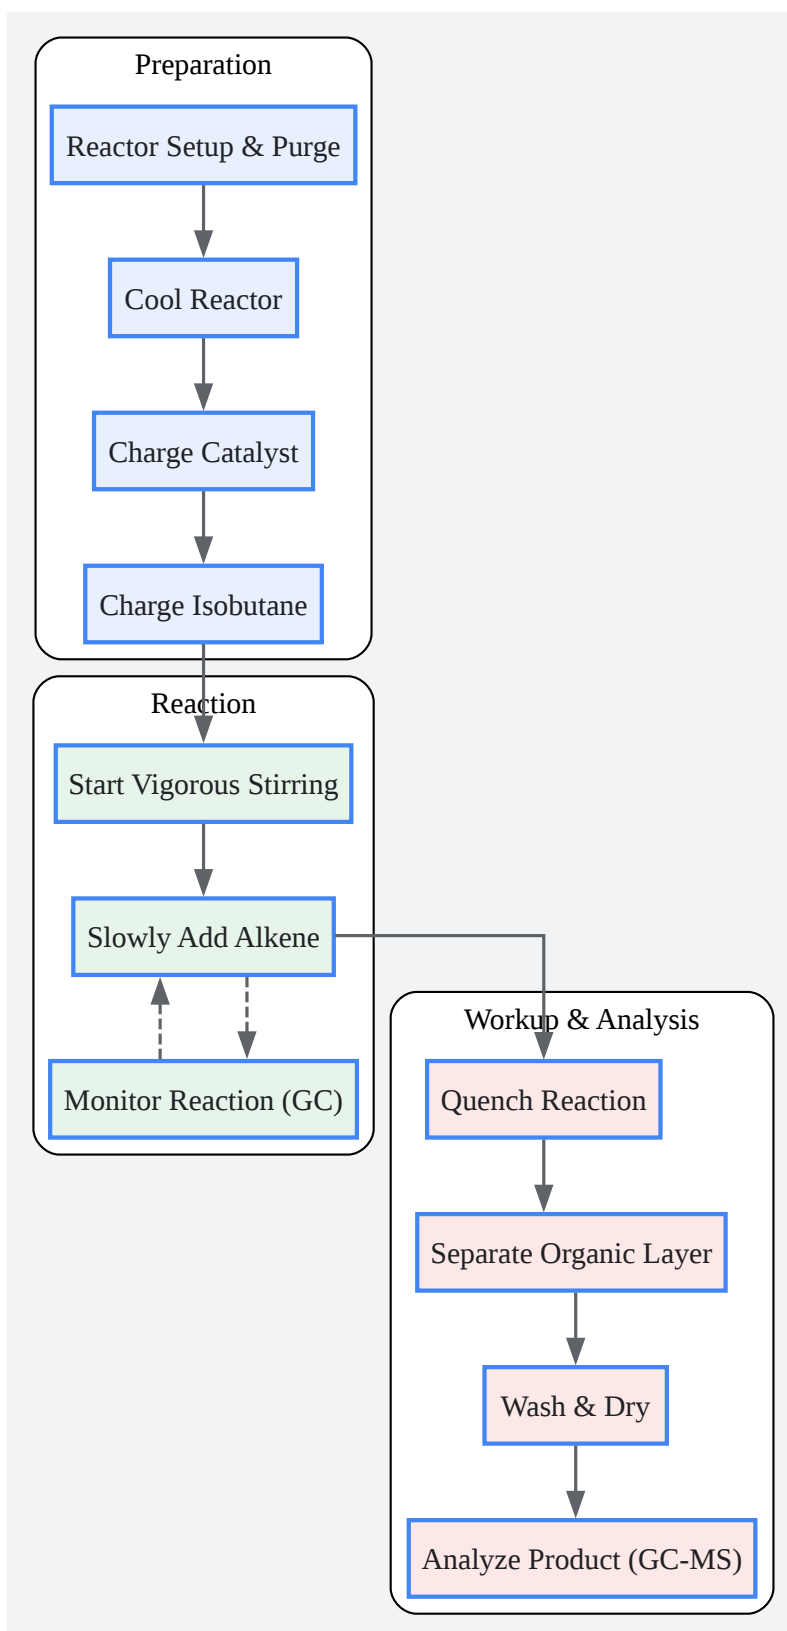 Preparation
Reactor Setup & Purge
Cool Reactor
Charge Catalyst
Charge Isobutane
Reaction
Start Vigorous Stirring
Slowly Add Alkene
Monitor Reaction (GC)
Workup & Analysis
Quench Reaction
Separate Organic Layer
Wash & Dry
Analyze Product (GC-MS)